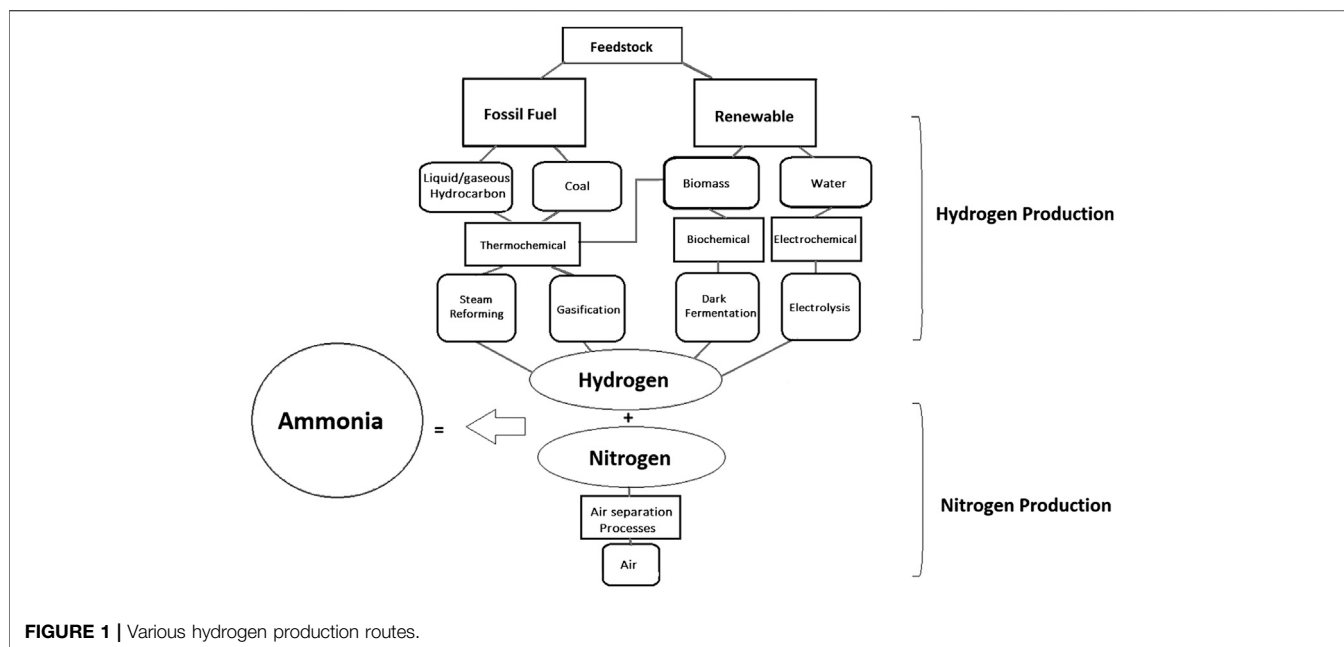 Feedstock
Fossil Fuel
Renewable
Liquid/gaseous
Hydrocarbon
Coal
Biomass
Water
Hydrogen Production
Thermochemical
Biochemical
Electrochemical
Steam
Reforming
Gasification
Dark
Fermentation
Electrolysis
Hydrogen
+
Ammonia
=
Nitrogen
Air separation
Processes
Nitrogen Production
Air
FIGURE 1 | Various hydrogen production routes.